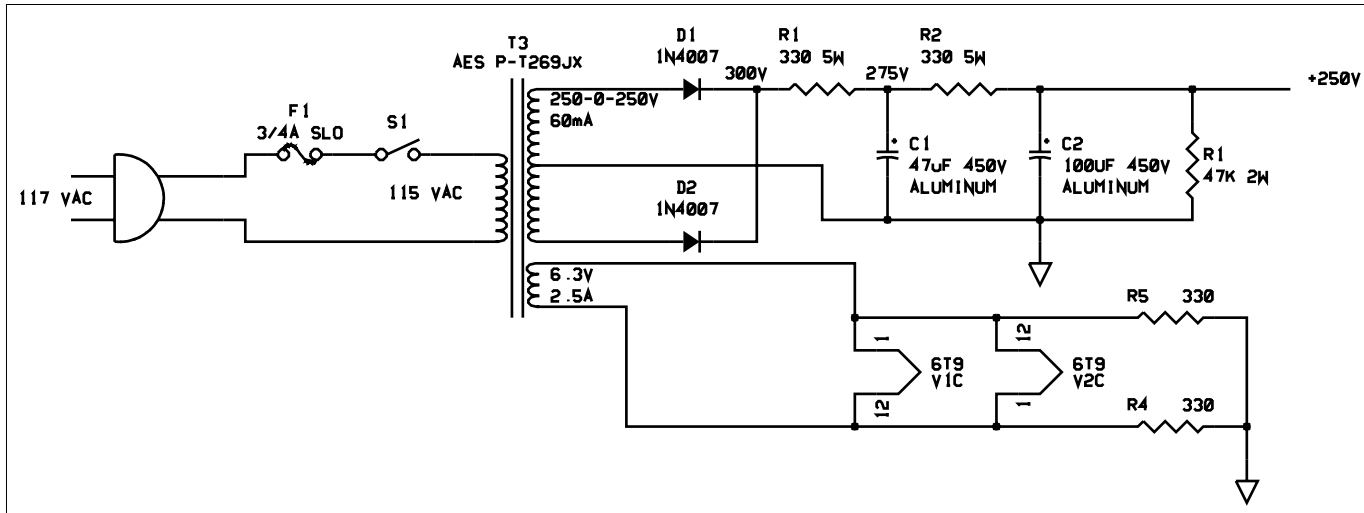 T3
AES P-T269JX
D1
1N4007
300V
R1
330 5W
275V
R2
330 5W
+250V
250-0-250V
60mA
F1
3/4A SLO
S1
117 VAC
115 VAC
C1
47uF 450V
ALUMINUM
C2
100UF 450V
ALUMINUM
R1
47K 2W
D2
1N4007
6.3V
2.5A
R5 330
1
12
6T9
V1C
12
1
6T9
V2C
R4 330